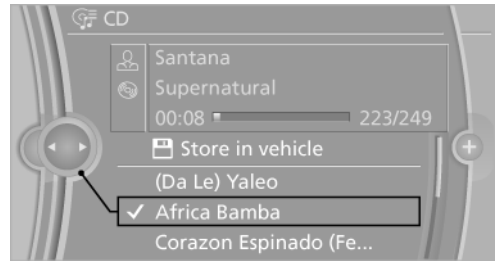 CD
Santana
Supernatural
00:08 223/249
Store in vehicle
(Da Le) Yaleo
Africa Bamba
Corazon Espinado (Fe...